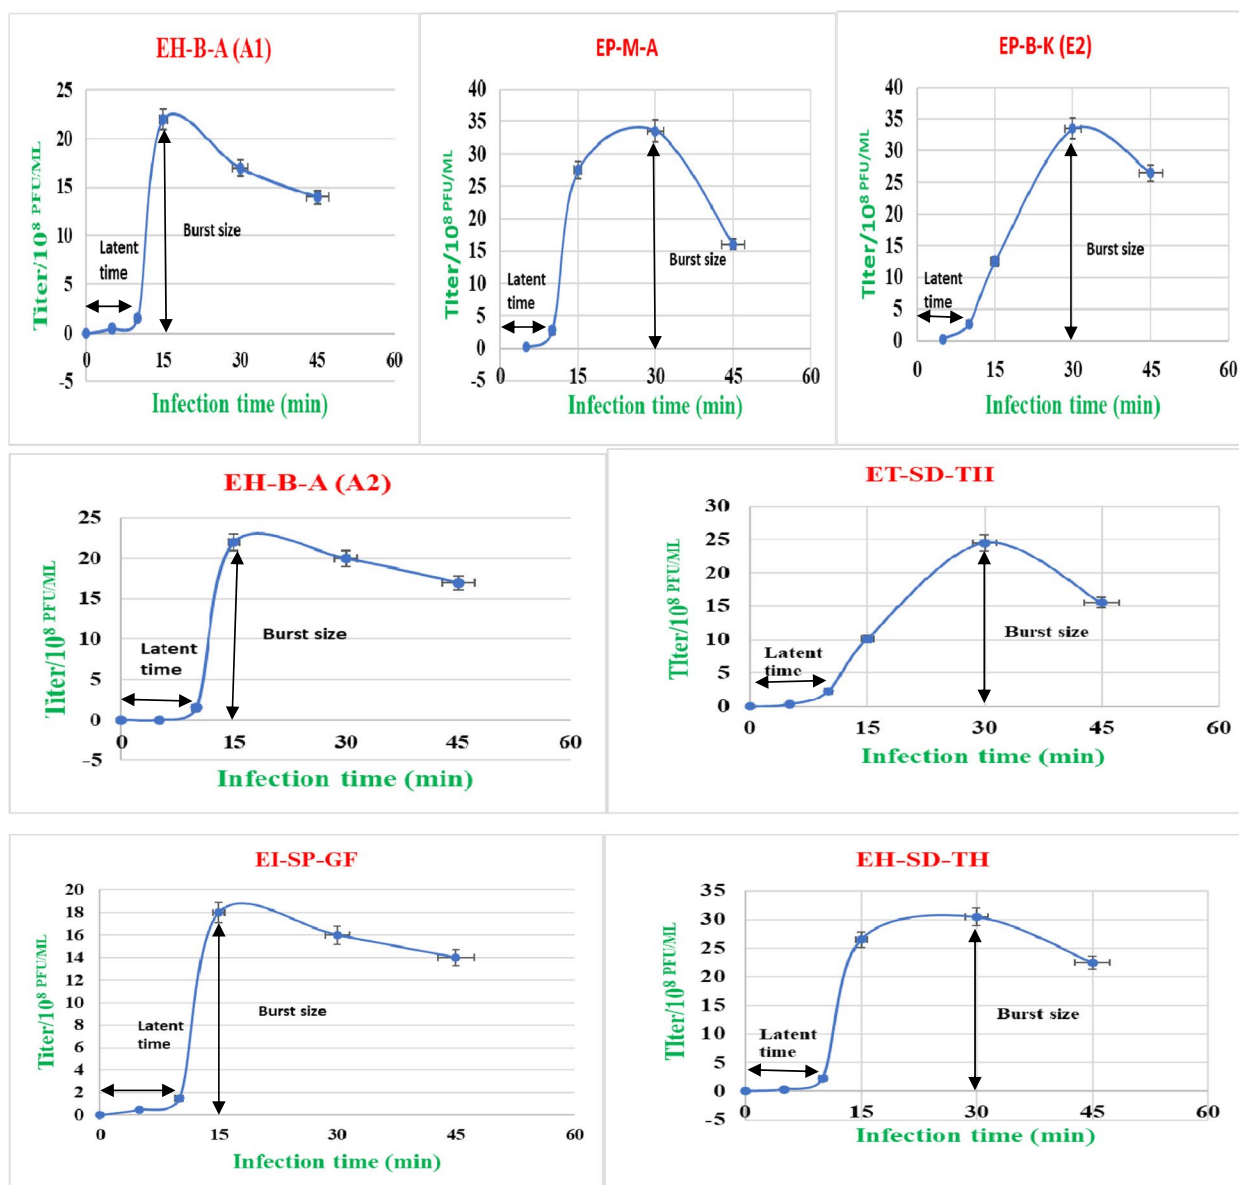 EH-B-A (A1)
Titer/10⁸ PFU/ML
25
20
15
10
5
0
-5
Latent
time
Burst size
0 15 30 45 60
Infection time (min)
EP-M-A
TIter/10⁸ PFU/ML
40
35
30
25
20
15
10
5
0
-5
Latent
time
Burst size
0 15 30 45 60
Infection time (min)
EP-B-K (E2)
TIter/10⁸ PFU/ML
40
35
30
25
20
15
10
5
0
Latent
time
Burst size
0 15 30 45 60
Infection time (min)
EH-B-A (A2)
Titer/10⁸ PFU/ML
25
20
15
10
5
0
-5
Latent
time
Burst size
0 15 30 45 60
Infection time (min)
ET-SD-TII
TIter/10⁸ PFU/ML
30
25
20
15
10
5
0
Latent
time
Burst size
0 15 30 45 60
Infection time (min)
EI-SP-GF
Titer/10⁸ PFU/ML
20
18
16
14
12
10
8
6
4
2
0
Latent
time
Burst size
0 15 30 45 60
Infection time (min)
EH-SD-TH
TIter/10⁸ PFU/ML
35
30
25
20
15
10
5
0
-5
Latent
time
Burst size
0 15 30 45 60
Infection time (min)